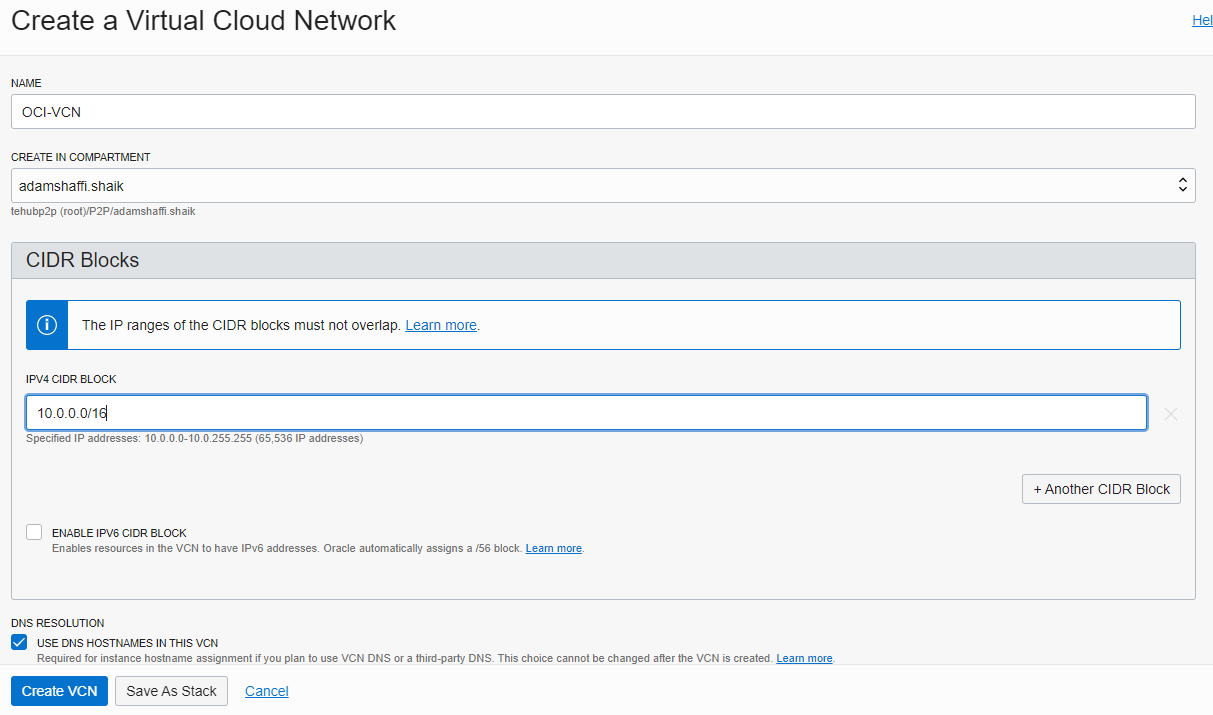 Create a Virtual Cloud Network
Hel
NAME
OCI-VCN
CREATE IN COMPARTMENT
adamshaffi.shaik
tehubp2p (root)/P2P/adamshaffi.shaik
CIDR Blocks
The IP ranges of the CIDR blocks must not overlap. Learn more.
IPV4 CIDR BLOCK
10.0.0.0/16
Specified IP addresses: 10.0.0.0-10.0.255.255 (65,536 IP addresses)
+ Another CIDR Block
ENABLE IPV6 CIDR BLOCK
Enables resources in the VCN to have IPv6 addresses. Oracle automatically assigns a /56 block. Learn more.
DNS RESOLUTION
USE DNS HOSTNAMES IN THIS VCN
Required for instance hostname assignment if you plan to use VCN DNS or a third-party DNS. This choice cannot be changed after the VCN is created. Learn more.
Create VCN Save As Stack Cancel